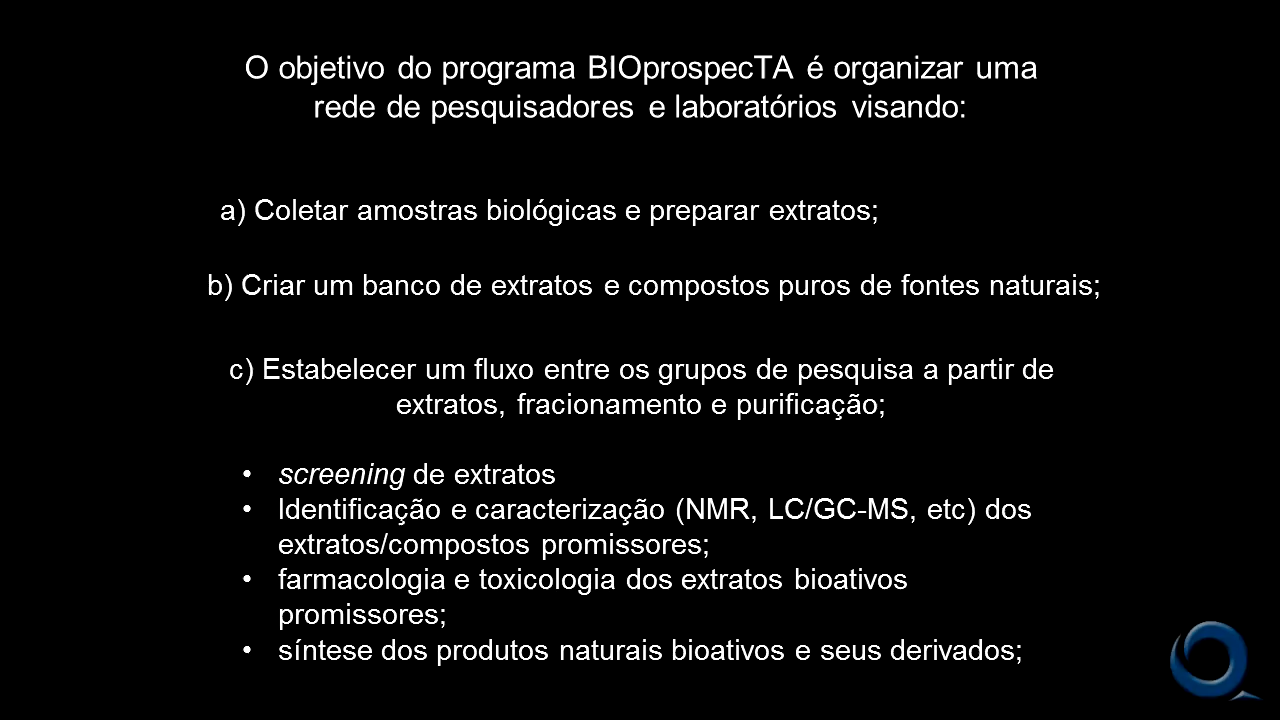 O objetivo do programa BIOprospecTA é organizar uma
rede de pesquisadores e laboratórios visando:
a) Coletar amostras biológicas e preparar extratos;
b) Criar um banco de extratos e compostos puros de fontes naturais;
c) Estabelecer um fluxo entre os grupos de pesquisa a partir de
extratos, fracionamento e purificação;
• screening de extratos
• Identificação e caracterização (NMR, LC/GC-MS, etc) dos
extratos/compostos promissores;
• farmacologia e toxicologia dos extratos bioativos
promissores;
• síntese dos produtos naturais bioativos e seus derivados;